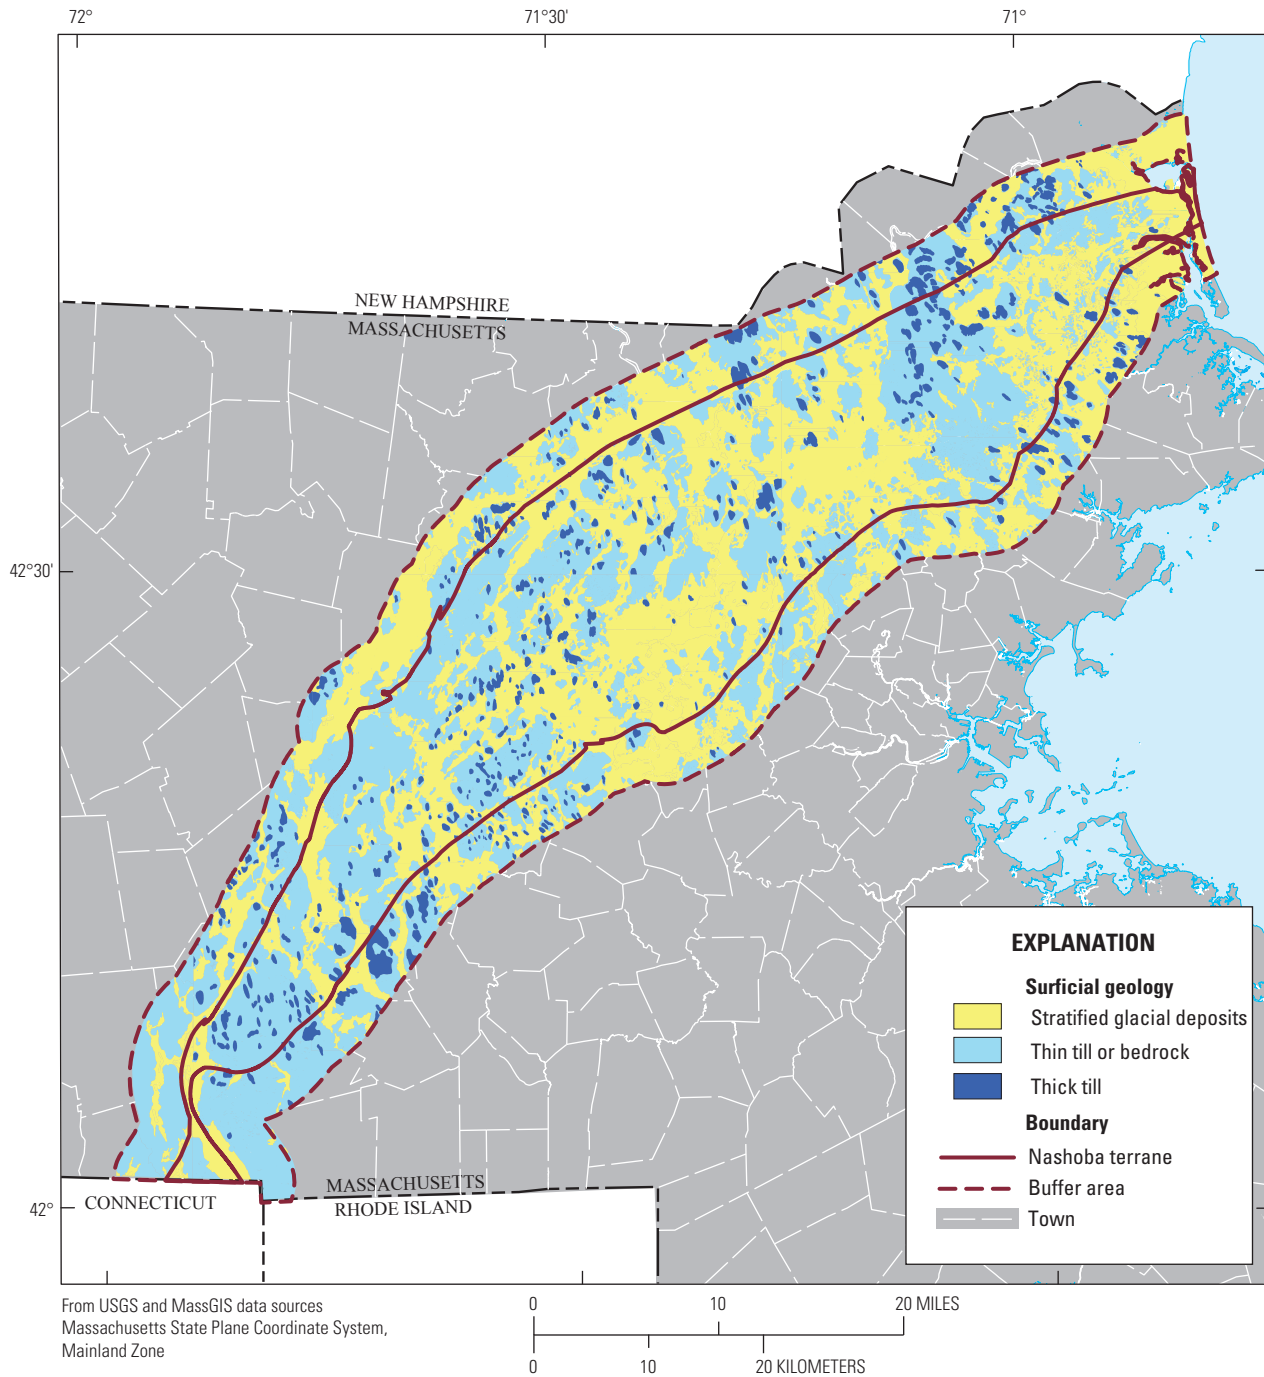 72°
71°30'
71°
NEW HAMPSHIRE
MASSACHUSETTS
42°30'
EXPLANATION
Surficial geology
Stratified glacial deposits
Thin till or bedrock
Thick till
Boundary
Nashoba terrane
Buffer area
Town
MASSACHUSETTS
CONNECTICUT
RHODE ISLAND
42°
From USGS and MassGIS data sources
Massachusetts State Plane Coordinate System,
Mainland Zone
0 10 20 MILES
0 10 20 KILOMETERS